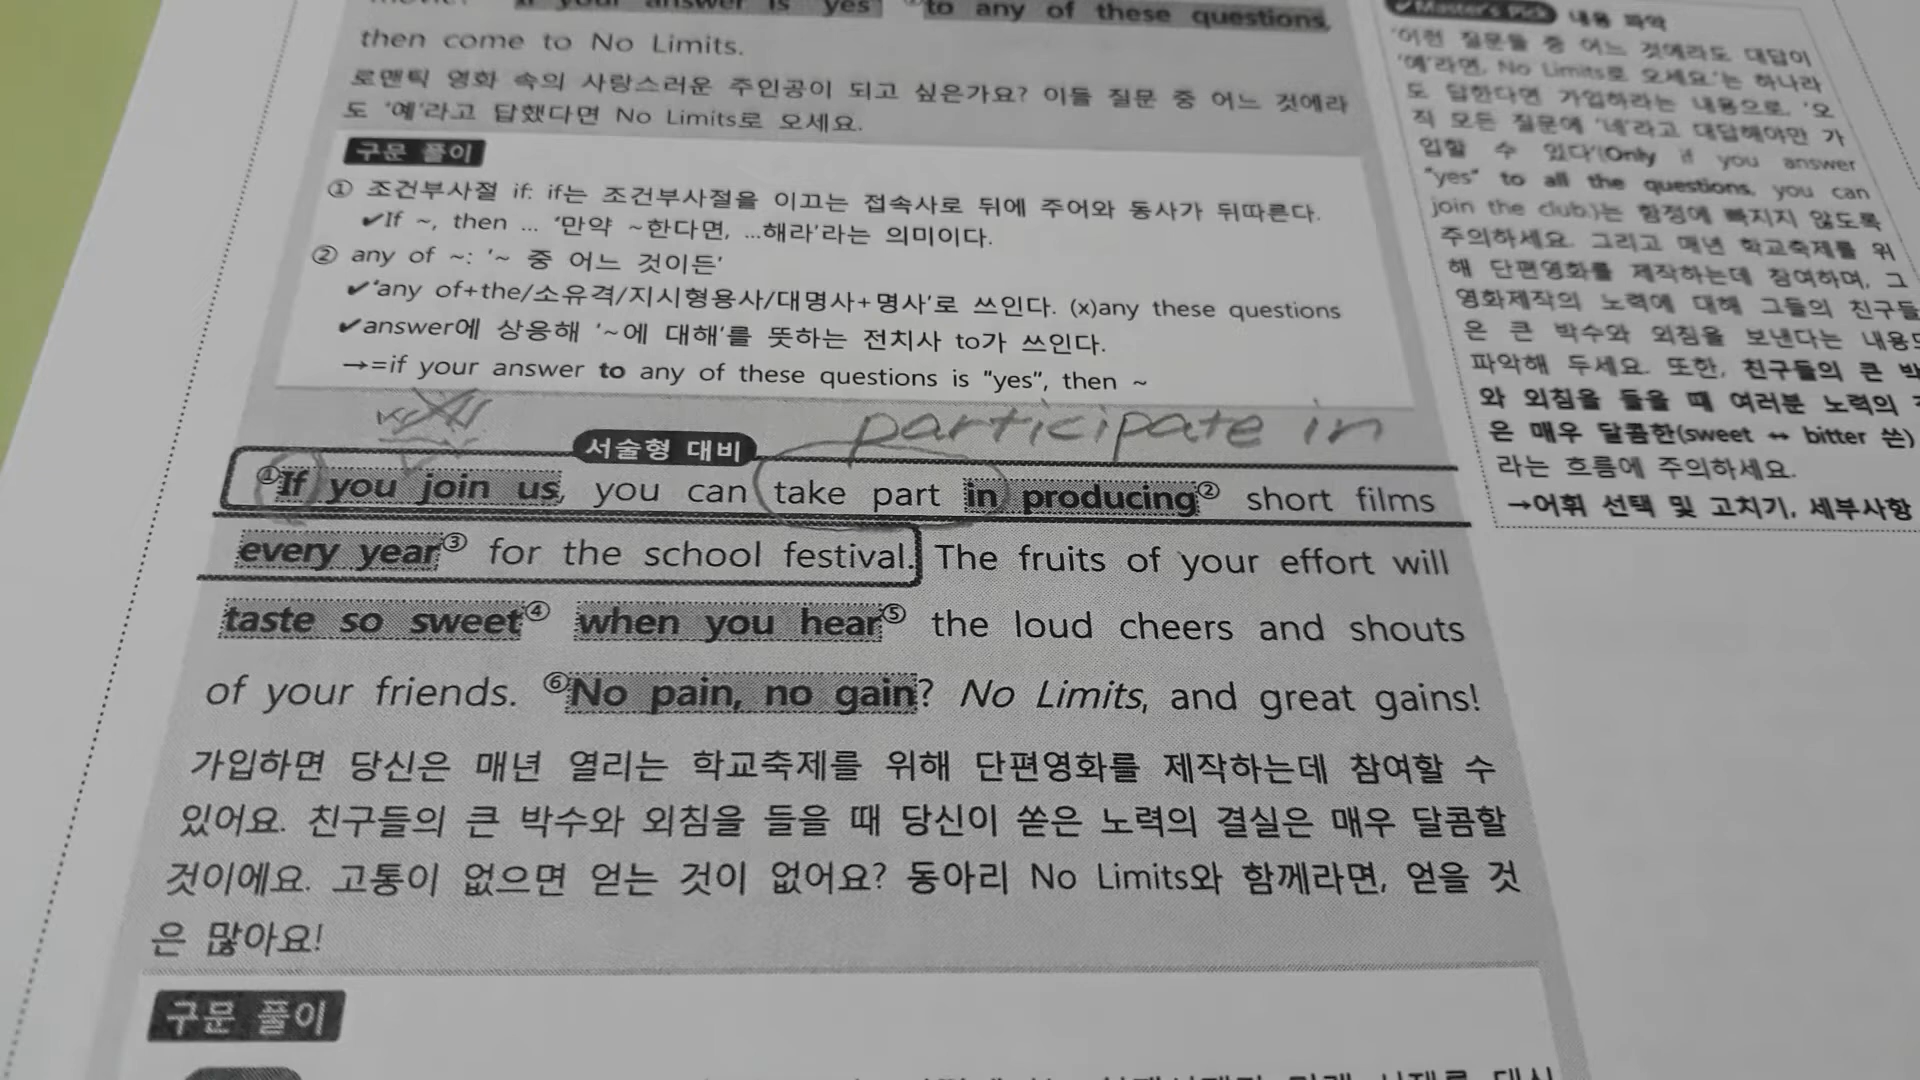 If your answer is "yes" ②to any of these questions,
then come to No Limits.
로맨틱 영화 속의 사랑스러운 주인공이 되고 싶은가요? 이들 질문 중 어느 것에라
도 '예'라고 답했다면 No Limits로 오세요.
구문 풀이
① 조건부사절 if: if는 조건부사절을 이끄는 접속사로 뒤에 주어와 동사가 뒤따른다.
✔If ~, then ... '만약 ~한다면, ...해라'라는 의미이다.
② any of ~: '~ 중 어느 것이든'
✔'any of+the/소유격/지시형용사/대명사+명사'로 쓰인다. (x)any these questions
✔answer에 상응해 '~에 대해'를 뜻하는 전치사 to가 쓰인다.
→=if your answer to any of these questions is "yes", then ~
participate in
서술형 대비
①If you join us, you can take part in producing② short films
every year③ for the school festival. The fruits of your effort will
taste so sweet④ when you hear⑤ the loud cheers and shouts
of your friends. ⑥No pain, no gain? No Limits, and great gains!
가입하면 당신은 매년 열리는 학교축제를 위해 단편영화를 제작하는데 참여할 수
있어요. 친구들의 큰 박수와 외침을 들을 때 당신이 쏟은 노력의 결실은 매우 달콤할
것이에요. 고통이 없으면 얻는 것이 없어요? 동아리 No Limits와 함께라면, 얻을 것
은 많아요!
구문 풀이
✔Master's Pick 내용 파악
'이런 질문들 중 어느 것에라도 대답이
'예'라면, No Limits로 오세요.'는 하나라
도 답한다면 가입하라는 내용으로, '오
직 모든 질문에 '네'라고 대답해야만 가
입할 수 있다'(Only if you answer
"yes" to all the questions, you can
join the club.)는 함정에 빠지지 않도록
주의하세요. 그리고 매년 학교축제를 위
해 단편영화를 제작하는데 참여하며, 그
영화제작의 노력에 대해 그들의 친구들
은 큰 박수와 외침을 보낸다는 내용도
파악해 두세요. 또한, 친구들의 큰 박
와 외침을 들을 때 여러분 노력의
은 매우 달콤한(sweet ↔ bitter 쓴)
라는 흐름에 주의하세요.
→어휘 선택 및 고치기, 세부사항